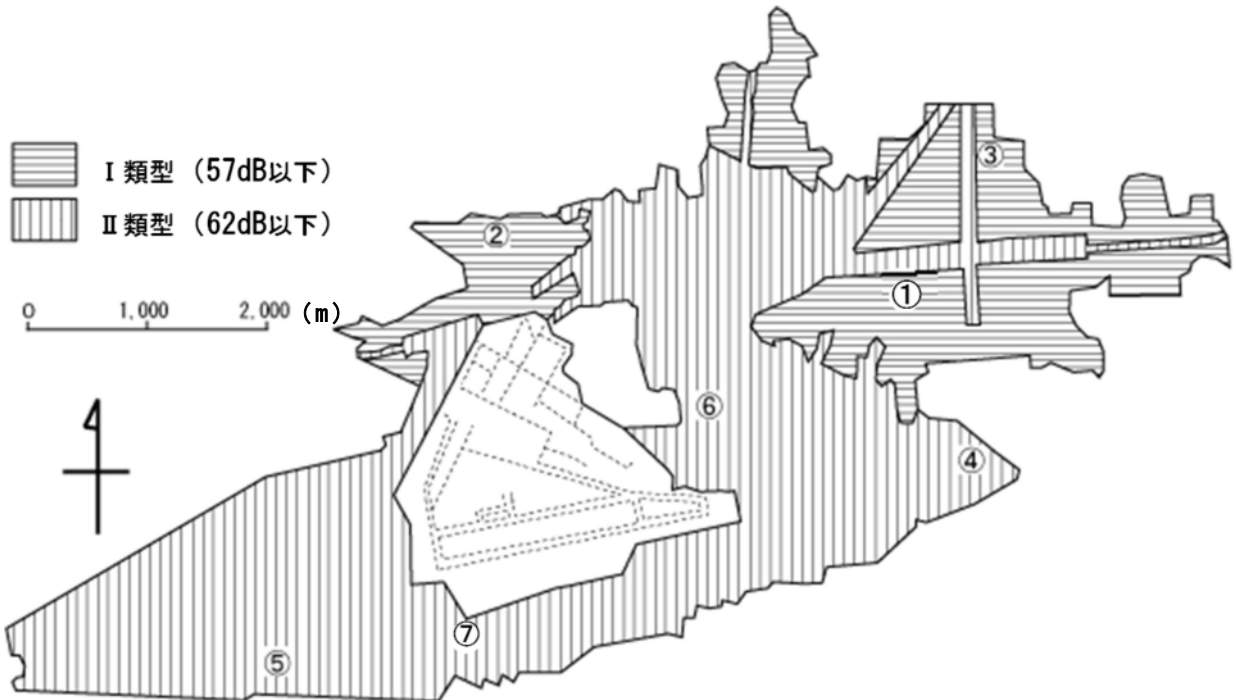 Ⅰ類型 (57dB以下)
Ⅱ類型 (62dB以下)
0 1,000 2,000 (m)
①
②
③
④
⑤
⑥
⑦